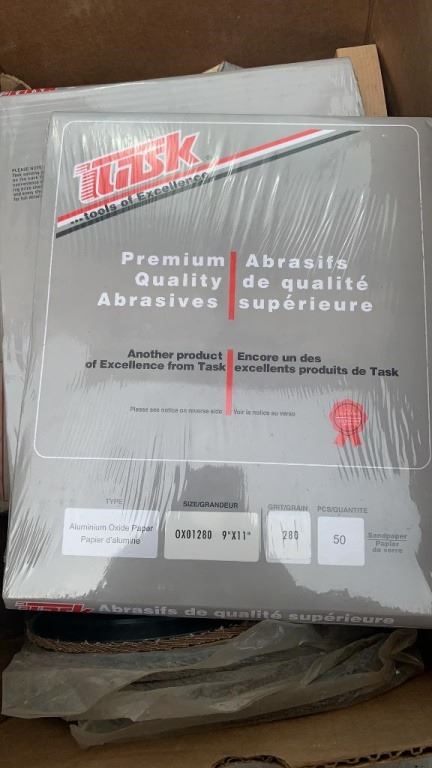 Task
...tools of Excellence
Premium Quality Abrasives
Abrasifs de qualité supérieure
Another product of Excellence from Task
Encore un des excellents produits de Task
Please see notice on reverse side
Voir la notice au verso
TYPE
Aluminium Oxide Paper
Papier d'alumine
SIZE/GRANDEUR
OX01280 9"X11"
GRIT/GRAIN
280
PCS/QUANTITE
50
Sandpaper
Papier
de verre
Task Abrasifs de qualité supérieure
PLEASE NOTE: